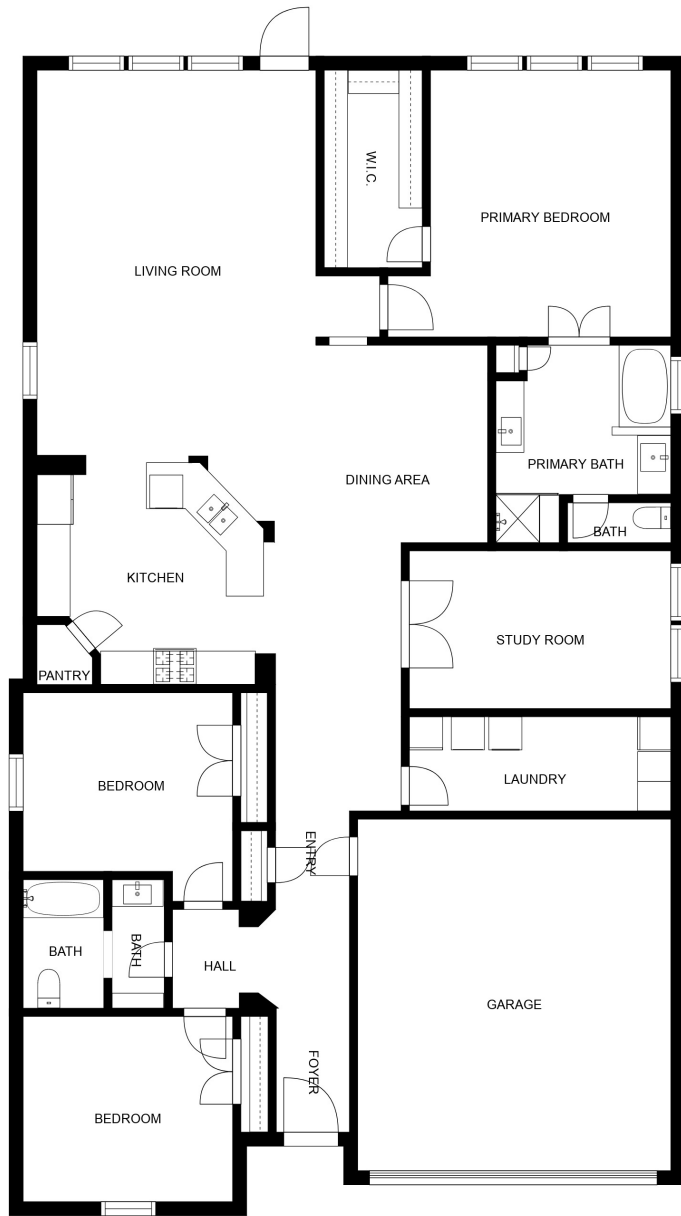 W.I.C.
PRIMARY BEDROOM
LIVING ROOM
PRIMARY BATH
DINING AREA
BATH
KITCHEN
STUDY ROOM
PANTRY
LAUNDRY
BEDROOM
ENTRY
BATH
BATH
HALL
GARAGE
FOYER
BEDROOM